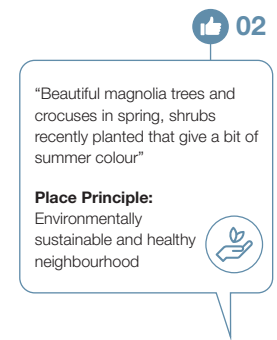 02
“Beautiful magnolia trees and
crocuses in spring, shrubs
recently planted that give a bit of
summer colour”
Place Principle:
Environmentally
sustainable and healthy
neighbourhood